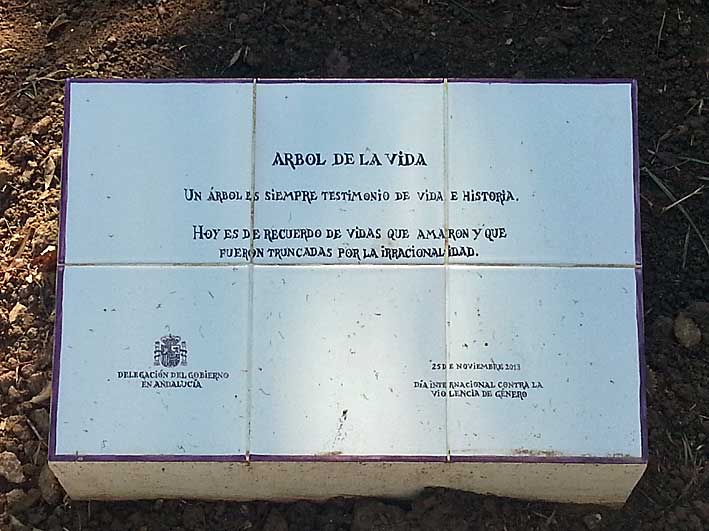 ARBOL DE LA VIDA
UN ÁRBOL ES SIEMPRE TESTIMONIO DE VIDA E HISTORIA.
HOY ES DE RECUERDO DE VIDAS QUE AMARON Y QUE
FUERON TRUNCADAS POR LA IRRACIONALIDAD.
DELEGACIÓN DEL GOBIERNO
EN ANDALUCÍA
25 DE NOVIEMBRE 2013
DÍA INTERNACIONAL CONTRA LA
VIOLENCIA DE GÉNERO